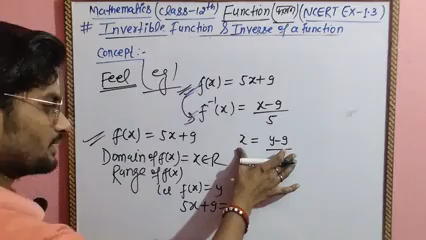 Mathematics (Class-12th) Function (फलन) (NCERT EX-1.3)
# Invertible Function & Inverse of a function
Concept:-
Feel eg!
f(x) = 5x+9
f⁻¹(x) = x-9/5
f(x) = 5x+9
x = y-9
Domain of f(x) = x∈R
Range of f(x)
let f(x) = y
5x+9=